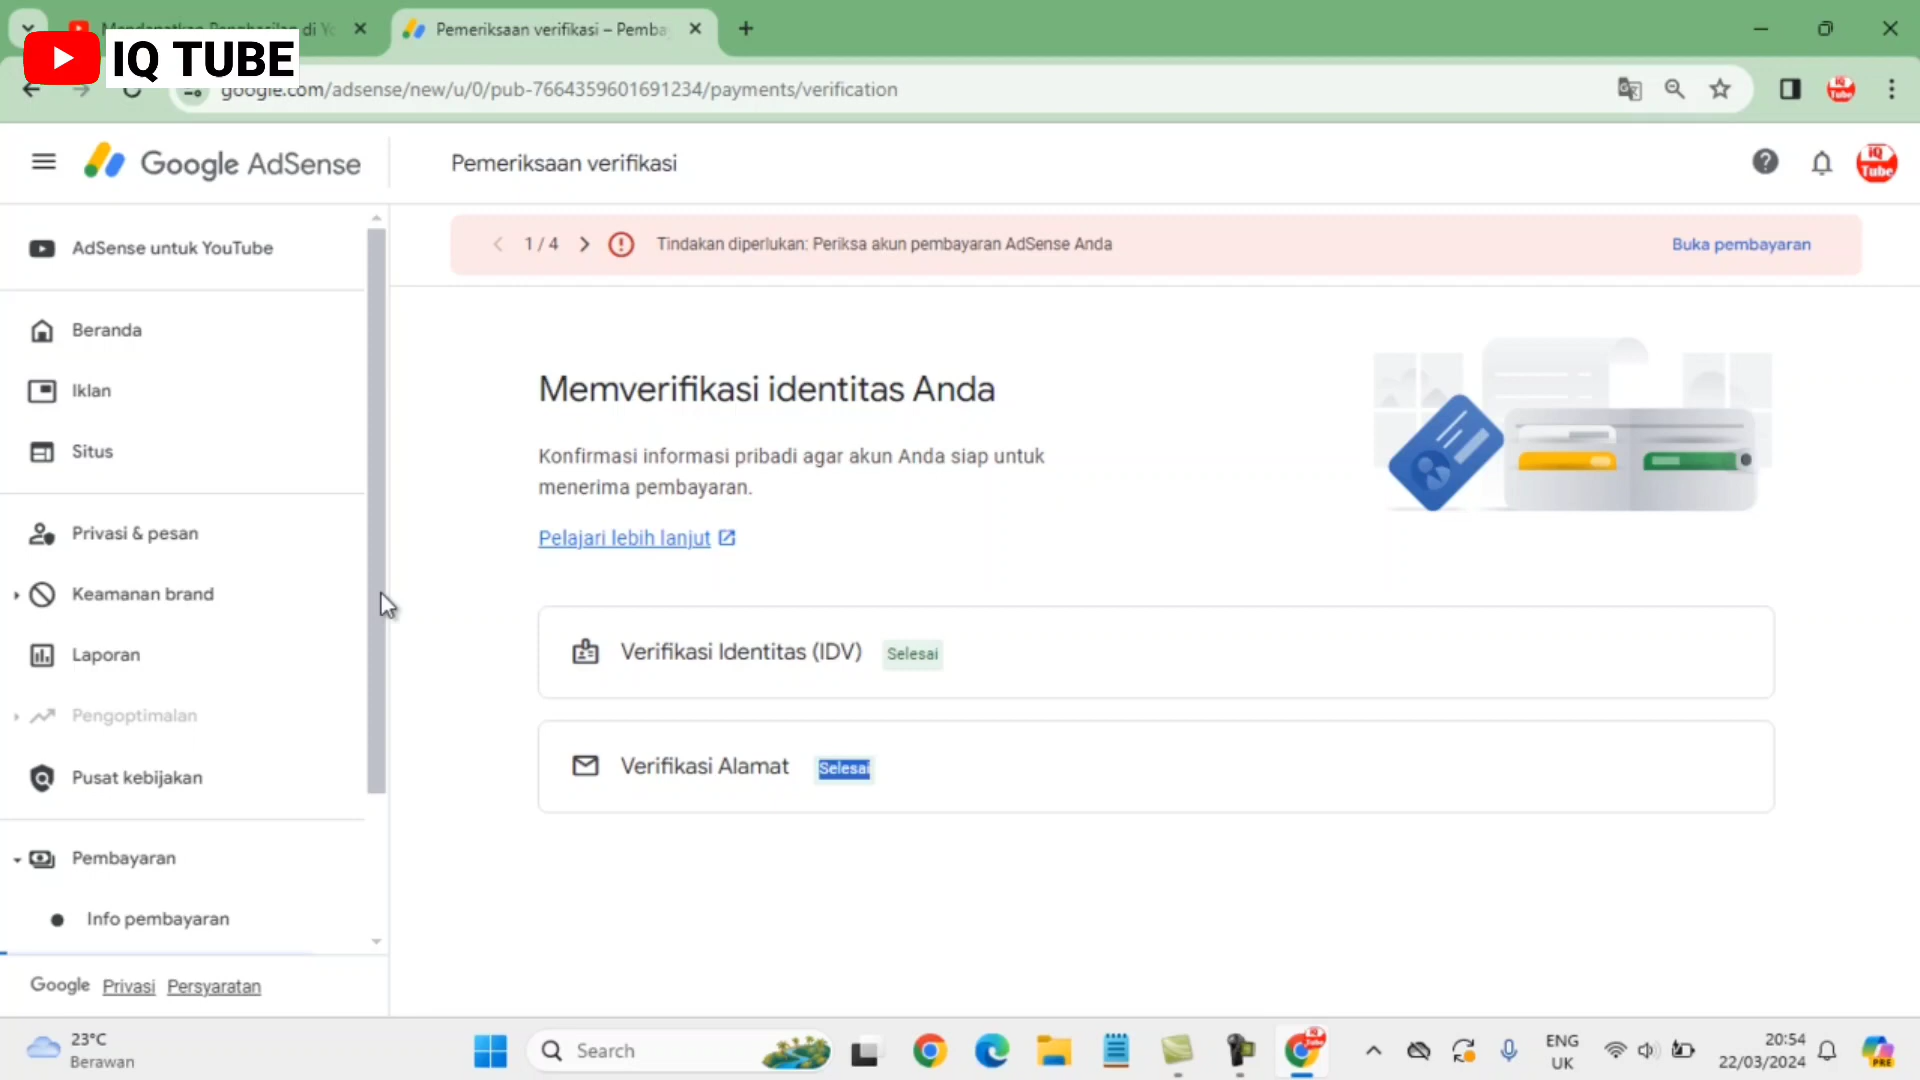 Pemeriksaan verifikasi – Pemba
IQ TUBE
google.com/adsense/new/u/0/pub-7664359601691234/payments/verification
Google AdSense
Pemeriksaan verifikasi
iQ Tube
AdSense untuk YouTube
1 / 4
Tindakan diperlukan: Periksa akun pembayaran AdSense Anda
Buka pembayaran
Beranda
Iklan
Situs
Privasi & pesan
Keamanan brand
Laporan
Pengoptimalan
Pusat kebijakan
Pembayaran
Info pembayaran
Google Privasi Persyaratan
Memverifikasi identitas Anda
Konfirmasi informasi pribadi agar akun Anda siap untuk
menerima pembayaran.
Pelajari lebih lanjut
Verifikasi Identitas (IDV) Selesai
Verifikasi Alamat Selesai
23°C
Berawan
Search
ENG
UK
20:54
22/03/2024
PRE